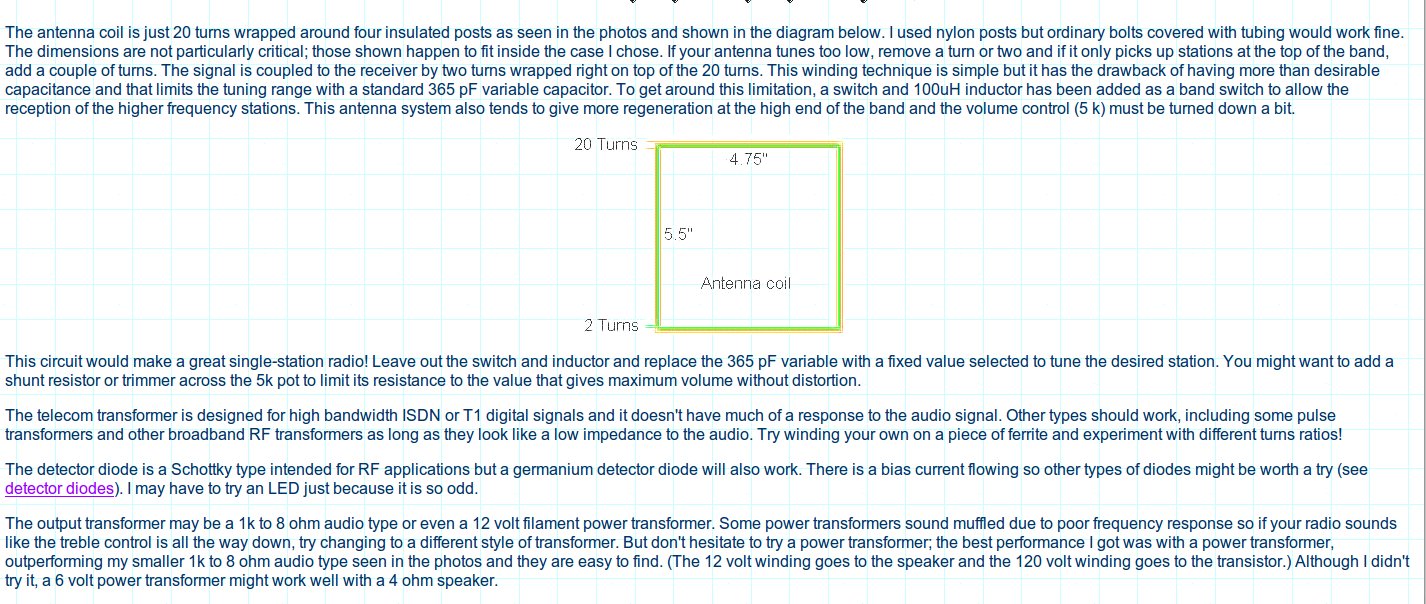 The antenna coil is just 20 turns wrapped around four insulated posts as seen in the photos and shown in the diagram below. I used nylon posts but ordinary bolts covered with tubing would work fine.
The dimensions are not particularly critical; those shown happen to fit inside the case I chose. If your antenna tunes too low, remove a turn or two and if it only picks up stations at the top of the band,
add a couple of turns. The signal is coupled to the receiver by two turns wrapped right on top of the 20 turns. This winding technique is simple but it has the drawback of having more than desirable
capacitance and that limits the tuning range with a standard 365 pF variable capacitor. To get around this limitation, a switch and 100uH inductor has been added as a band switch to allow the
reception of the higher frequency stations. This antenna system also tends to give more regeneration at the high end of the band and the volume control (5 k) must be turned down a bit.
20 Turns
4.75"
5.5"
Antenna coil
2 Turns
This circuit would make a great single-station radio! Leave out the switch and inductor and replace the 365 pF variable with a fixed value selected to tune the desired station. You might want to add a
shunt resistor or trimmer across the 5k pot to limit its resistance to the value that gives maximum volume without distortion.
The telecom transformer is designed for high bandwidth ISDN or T1 digital signals and it doesn't have much of a response to the audio signal. Other types should work, including some pulse
transformers and other broadband RF transformers as long as they look like a low impedance to the audio. Try winding your own on a piece of ferrite and experiment with different turns ratios!
The detector diode is a Schottky type intended for RF applications but a germanium detector diode will also work. There is a bias current flowing so other types of diodes might be worth a try (see
detector diodes). I may have to try an LED just because it is so odd.
The output transformer may be a 1k to 8 ohm audio type or even a 12 volt filament power transformer. Some power transformers sound muffled due to poor frequency response so if your radio sounds
like the treble control is all the way down, try changing to a different style of transformer. But don't hesitate to try a power transformer; the best performance I got was with a power transformer,
outperforming my smaller 1k to 8 ohm audio type seen in the photos and they are easy to find. (The 12 volt winding goes to the speaker and the 120 volt winding goes to the transistor.) Although I didn't
try it, a 6 volt power transformer might work well with a 4 ohm speaker.